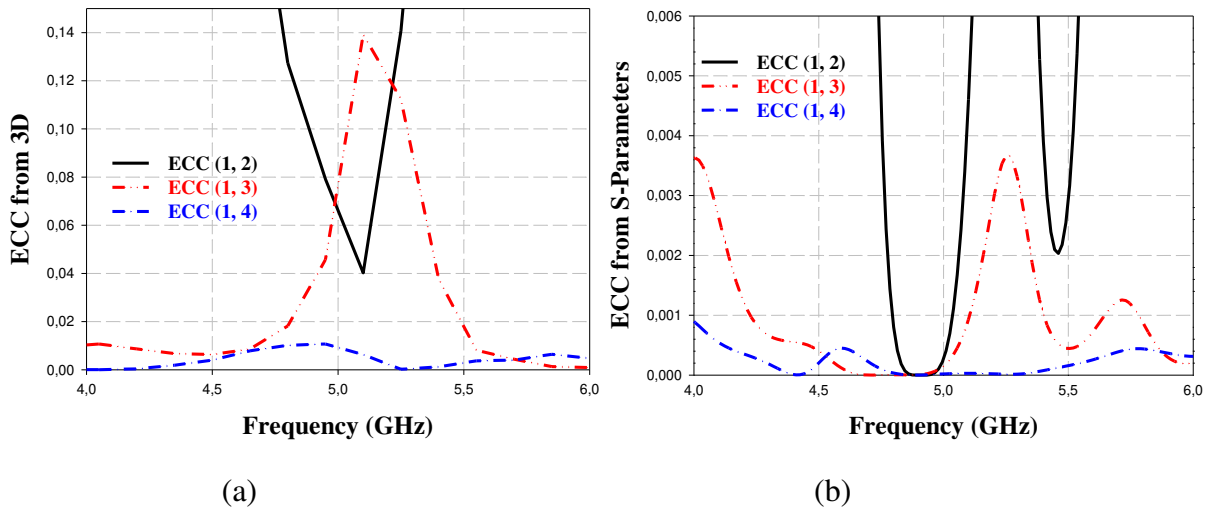 ECC from 3D
0,14
0,12
0,10
0,08
0,06
0,04
0,02
0,00
4,0 4,5 5,0 5,5 6,0
ECC (1, 2)
ECC (1, 3)
ECC (1, 4)
Frequency (GHz)
(a)
ECC from S-Parameters
0,006
0,005
0,004
0,003
0,002
0,001
0,000
4,0 4,5 5,0 5,5 6,0
ECC (1, 2)
ECC (1, 3)
ECC (1, 4)
Frequency (GHz)
(b)